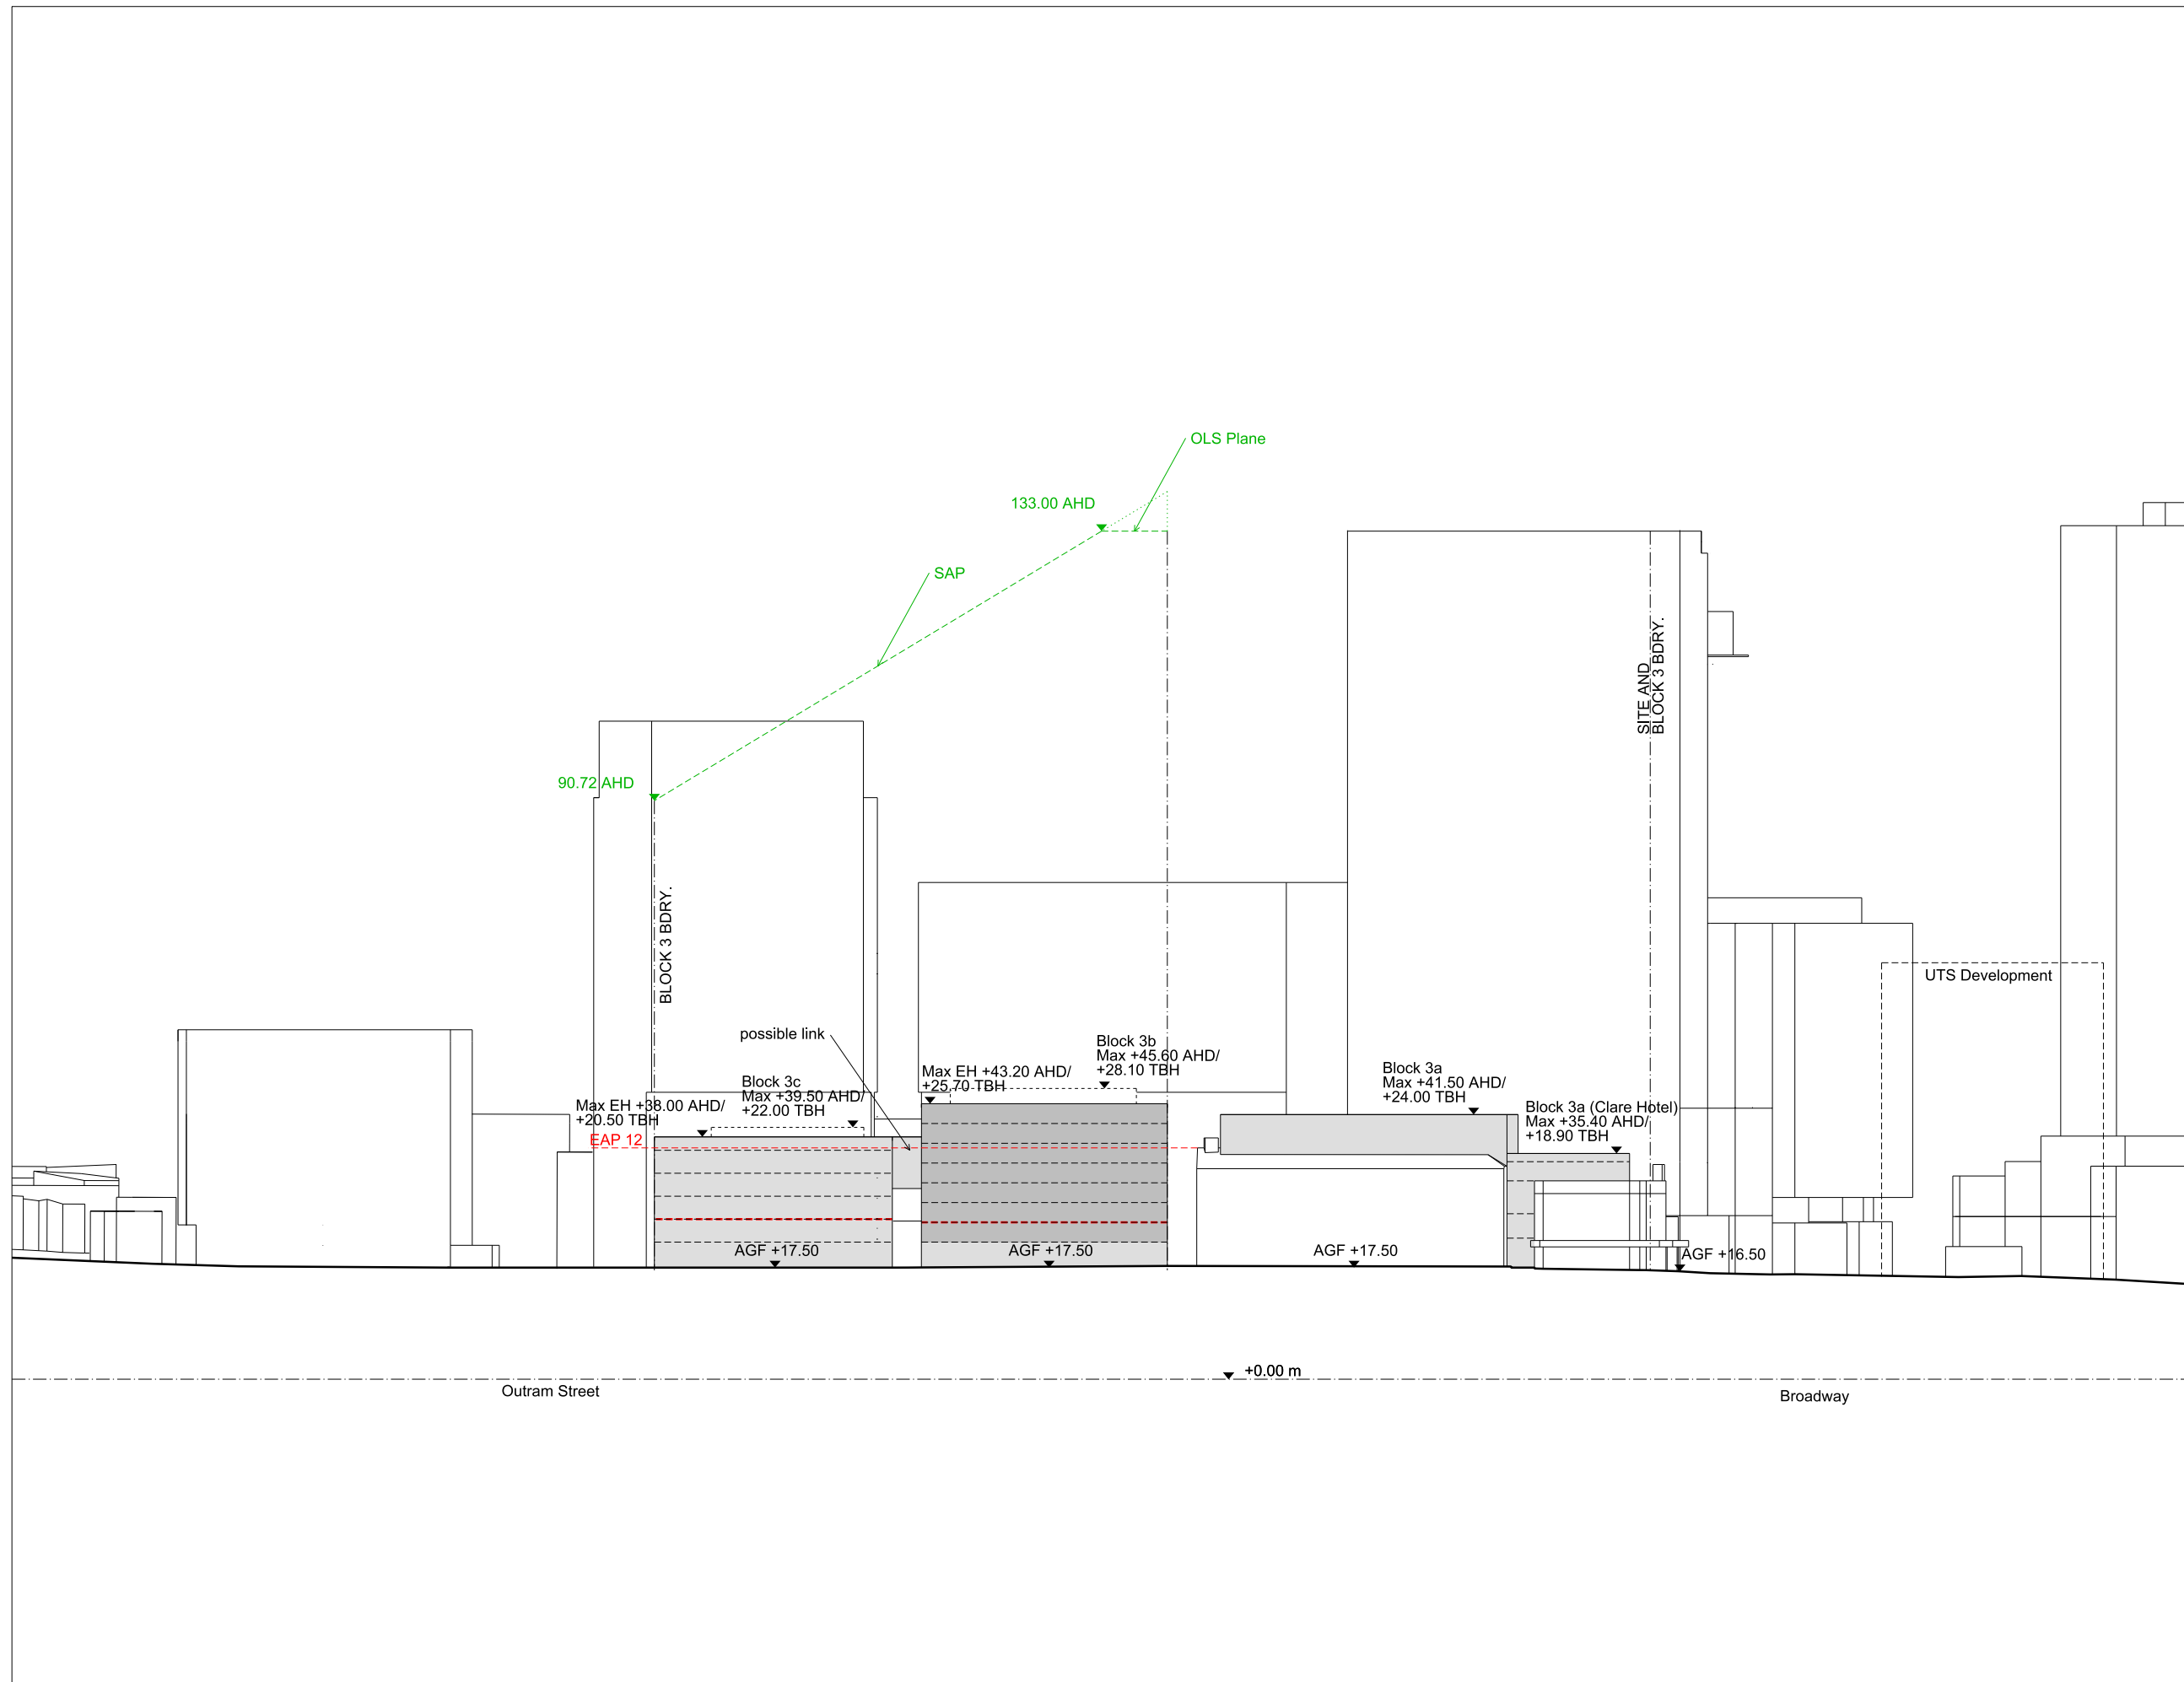 OLS Plane
133.00 AHD
SAP
SITE AND
BLOCK 3 BDRY.
90.72 AHD
BLOCK 3 BDRY.
UTS Development
possible link
Block 3b
Max +45.60 AHD/
+28.10 TBH
Max EH +43.20 AHD/
+25.70 TBH
Block 3a
Max +41.50 AHD/
+24.00 TBH
Block 3c
Max +39.50 AHD/
+22.00 TBH
Max EH +38.00 AHD/
+20.50 TBH
Block 3a (Clare Hotel)
Max +35.40 AHD/
+18.90 TBH
EAP 12
AGF +17.50
AGF +17.50
AGF +17.50
AGF +16.50
+0.00 m
Outram Street
Broadway